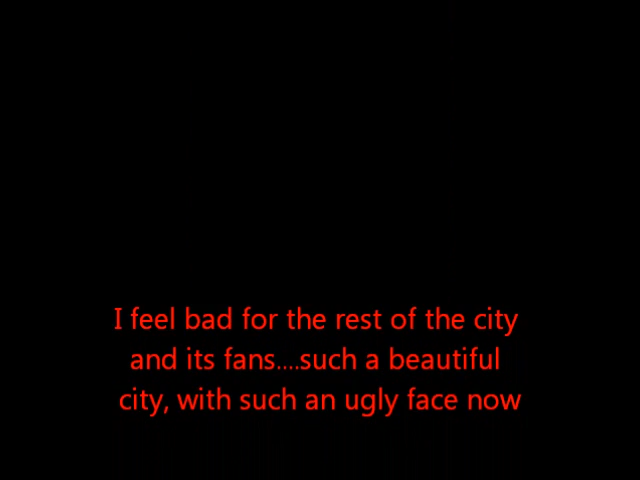 I feel bad for the rest of the city
and its fans....such a beautiful
city, with such an ugly face now